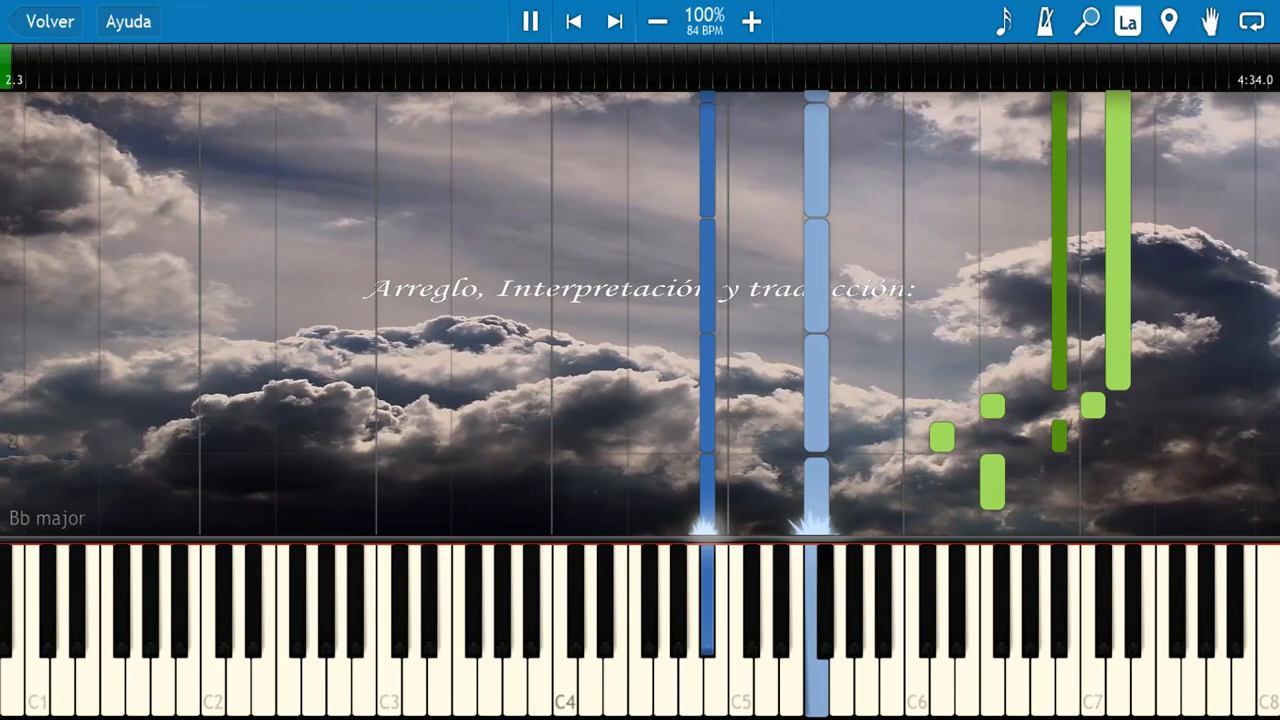 Volver
Ayuda
100%
84 BPM
La
2.3
4:34.0
Arreglo, Interpretación y traducción:
2
Bb major
C1
C2
C3
C4
C5
C6
C7
C8